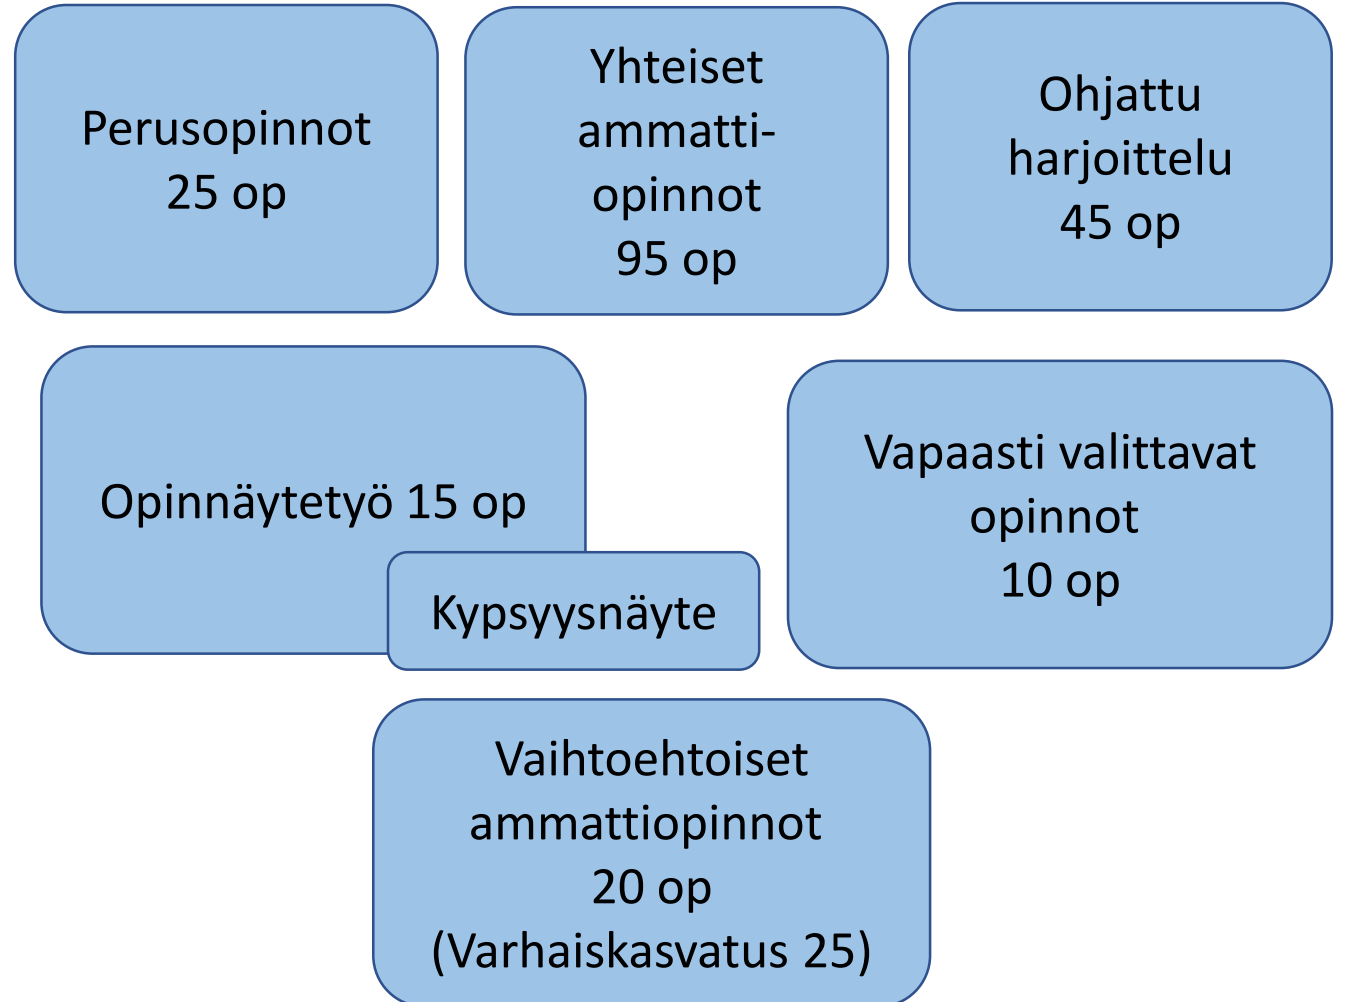 Perusopinnot
25 op
Yhteiset
ammatti-
opinnot
95 op
Ohjattu
harjoittelu
45 op
Opinnäytetyö 15 op
Kypsyysnäyte
Vapaasti valittavat
opinnot
10 op
Vaihtoehtoiset
ammattiopinnot
20 op
(Varhaiskasvatus 25)